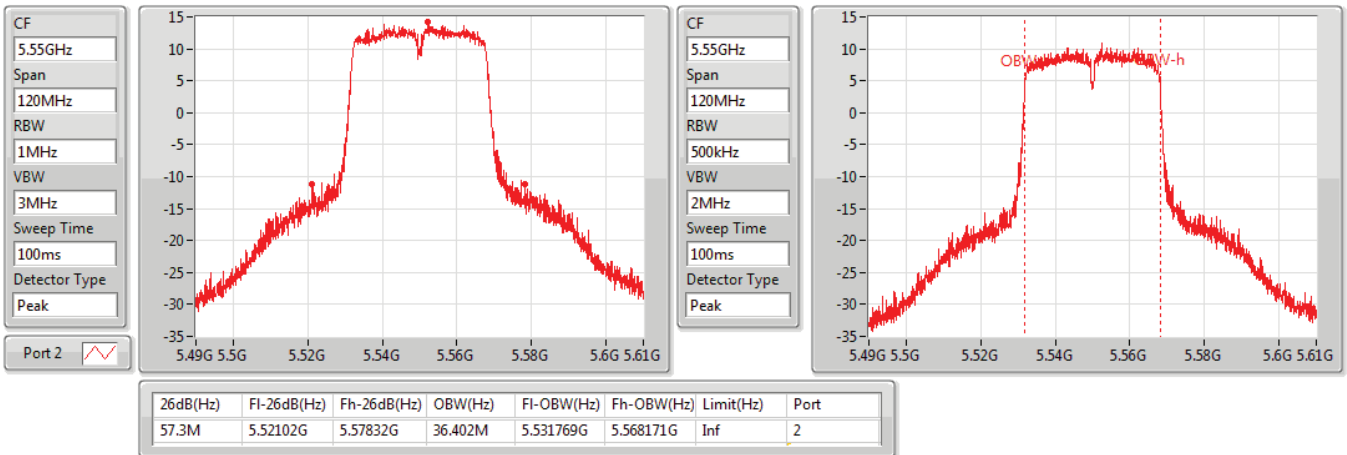 CF
5.55GHz
Span
120MHz
RBW
1MHz
VBW
3MHz
Sweep Time
100ms
Detector Type
Peak
Port 2
15
10
5
0
-5
-10
-15
-20
-25
-30
-35
5.49G 5.5G 5.52G 5.54G 5.56G 5.58G 5.6G 5.61G
CF
5.55GHz
Span
120MHz
RBW
500kHz
VBW
2MHz
Sweep Time
100ms
Detector Type
Peak
15
10
5
0
-5
-10
-15
-20
-25
-30
-35
5.49G 5.5G 5.52G 5.54G 5.56G 5.58G 5.6G 5.61G
26dB(Hz) Fl-26dB(Hz) Fh-26dB(Hz) OBW(Hz) Fl-OBW(Hz) Fh-OBW(Hz) Limit(Hz) Port
57.3M 5.52102G 5.57832G 36.402M 5.531769G 5.568171G Inf 2